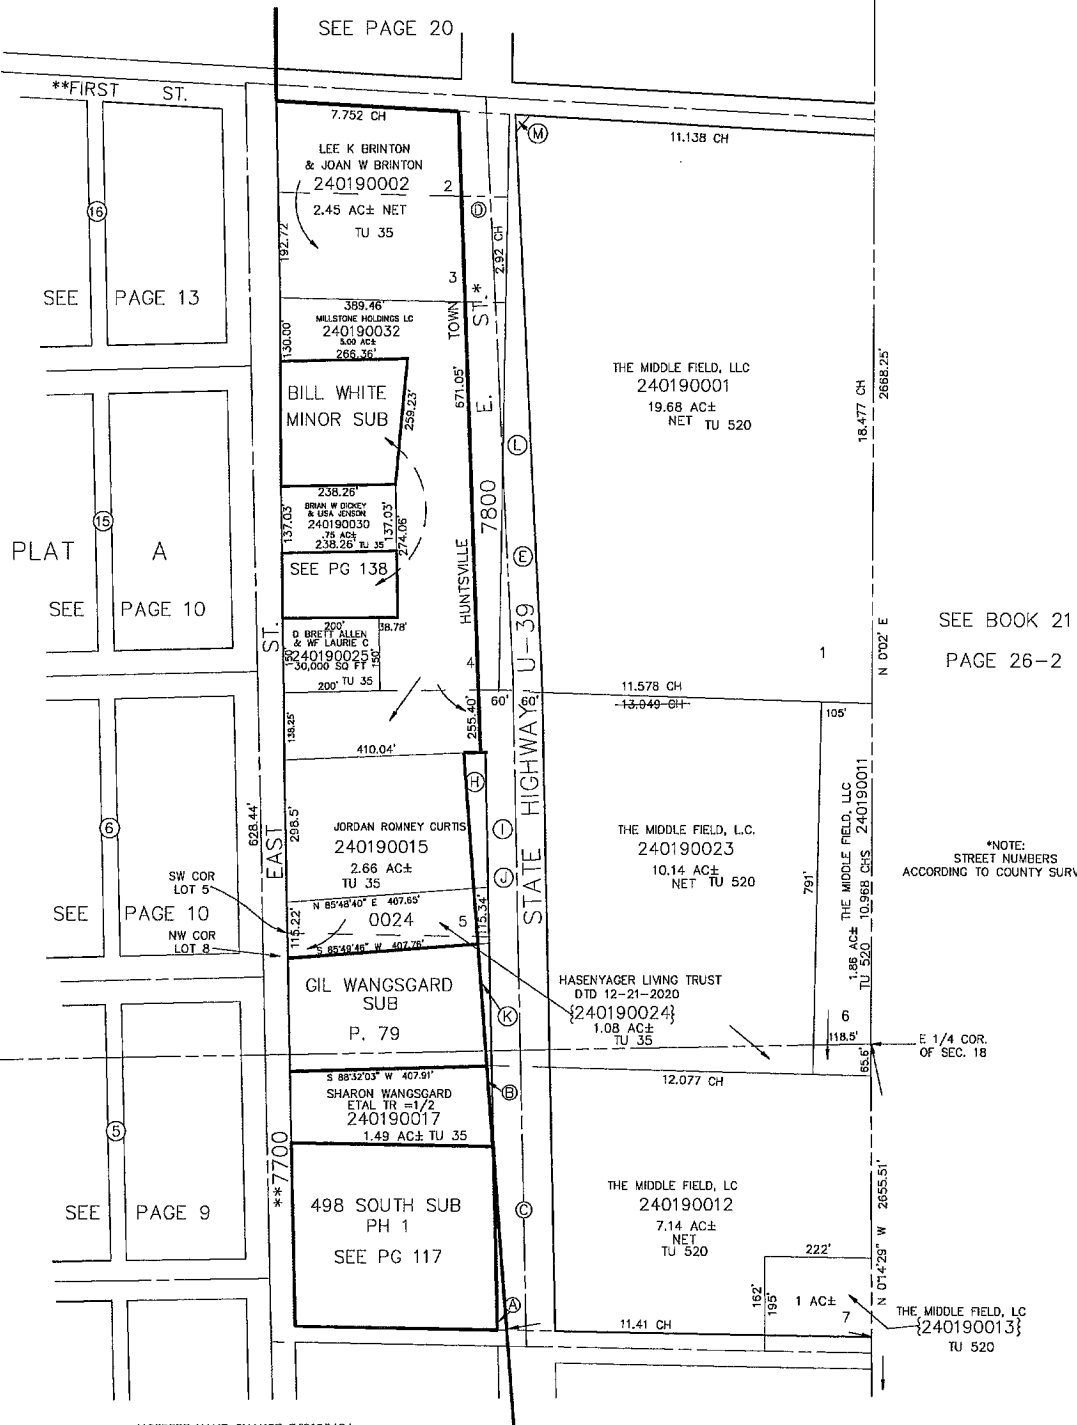 SEE PAGE 20
**FIRST ST.
7.752 CH
11.138 CH
M
LEE K BRINTON
& JOAN W BRINTON
240190002
2
2.45 AC± NET
TU 35
D
16
192.72
2.92 CH
SEE PAGE 13
3
389.46'
MILLSTONE HOLDINGS LC
240190032
5.00 AC±
266.36'
130.00'
TOWN
ST.*
671.05'
E.
BILL WHITE
MINOR SUB
259.23'
THE MIDDLE FIELD, LLC
240190001
19.68 AC±
NET TU 520
18.477 CH
2668.25'
L
7800
238.26'
BRIAN W DICKEY
& LISA JENSON
240190030
.75 AC±
238.26' TU 35
137.03'
137.03'
274.06'
15
PLAT A
E
SEE PG 138
HUNTSVILLE
SEE PAGE 10
ST.
200'
38.78'
D BRETT ALLEN
& WF LAURIE C
240190025
30,000 SQ FT
200' TU 35
150'
150'
4
1
N 0°02' E
SEE BOOK 21
PAGE 26-2
11.578 CH
13.049 CH
60' 60'
105'
255.40'
138.25'
410.04'
STATE HIGHWAY U-39
H
I
J
6
628.44'
298.5'
EAST
JORDAN ROMNEY CURTIS
240190015
2.66 AC±
TU 35
THE MIDDLE FIELD, L.C.
240190023
10.14 AC±
NET TU 520
791'
THE MIDDLE FIELD, LLC 240190011
1.86 AC± 10.968 CHS
TU 520
*NOTE:
STREET NUMBERS
ACCORDING TO COUNTY SURV
SW COR
LOT 5
N 85°48'40" E 407.65'
0024
5
115.22'
115.34'
SEE PAGE 10
NW COR
LOT 8
S 85°49'46" W 407.76'
GIL WANGSGARD
SUB
P. 79
K
HASENYAGER LIVING TRUST
DTD 12-21-2020
{240190024}
1.08 AC±
TU 35
6
118.5'
65.6'
E 1/4 COR.
OF SEC. 18
12.077 CH
S 88°32'03" W 407.91'
SHARON WANGSGARD
ETAL TR =1/2
240190017
1.49 AC± TU 35
B
5
**7700
498 SOUTH SUB
PH 1
SEE PG 117
SEE PAGE 9
C
THE MIDDLE FIELD, LC
240190012
7.14 AC±
NET
TU 520
N 0°14'29" W 2655.51'
222'
162'
195'
1 AC±
7
A
11.41 CH
THE MIDDLE FIELD, LC
{240190013}
TU 520